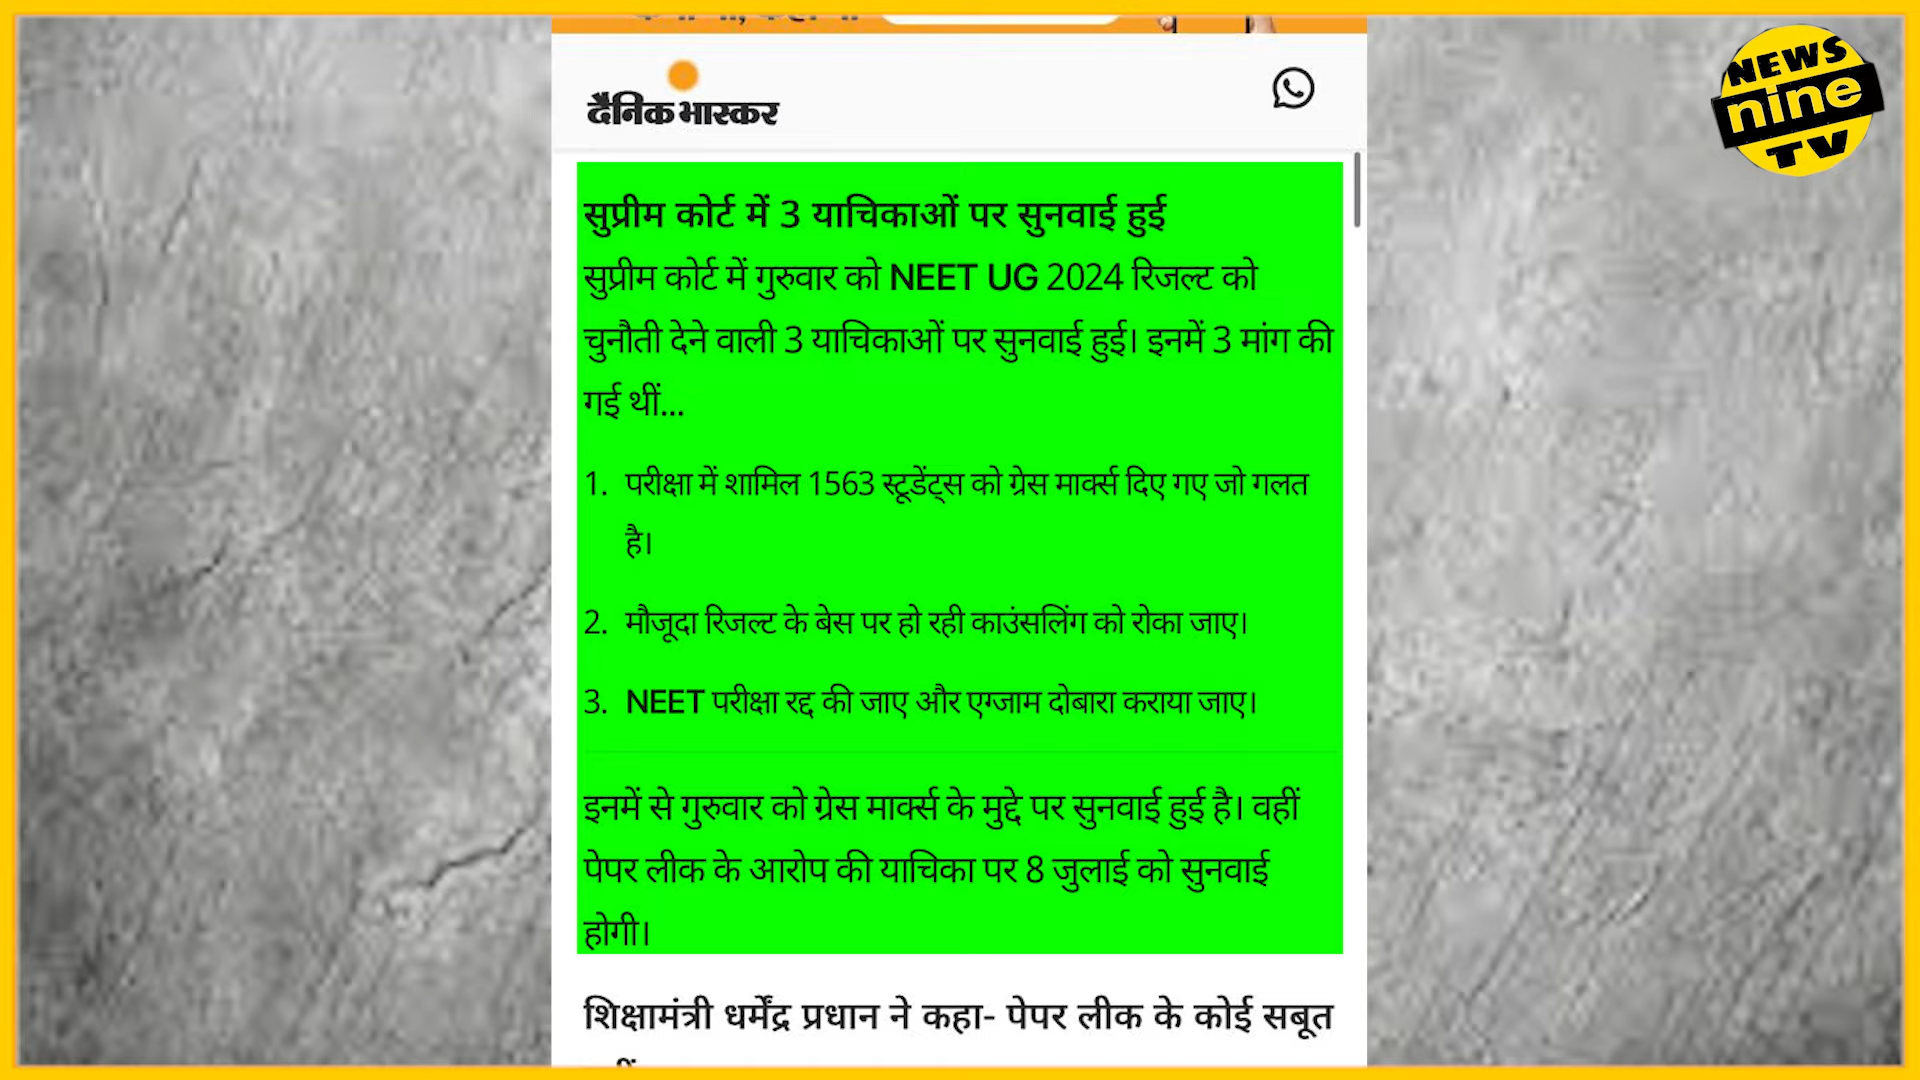 NEWS
nine
TV
दैनिक भास्कर
सुप्रीम कोर्ट में 3 याचिकाओं पर सुनवाई हुई
सुप्रीम कोर्ट में गुरुवार को NEET UG 2024 रिजल्ट को
चुनौती देने वाली 3 याचिकाओं पर सुनवाई हुई। इनमें 3 मांग की
गई थीं...
1. परीक्षा में शामिल 1563 स्टूडेंट्स को ग्रेस मार्क्स दिए गए जो गलत
है।
2. मौजूदा रिजल्ट के बेस पर हो रही काउंसलिंग को रोका जाए।
3. NEET परीक्षा रद्द की जाए और एग्जाम दोबारा कराया जाए।
इनमें से गुरुवार को ग्रेस मार्क्स के मुद्दे पर सुनवाई हुई है। वहीं
पेपर लीक के आरोप की याचिका पर 8 जुलाई को सुनवाई
होगी।
शिक्षामंत्री धर्मेंद्र प्रधान ने कहा- पेपर लीक के कोई सबूत